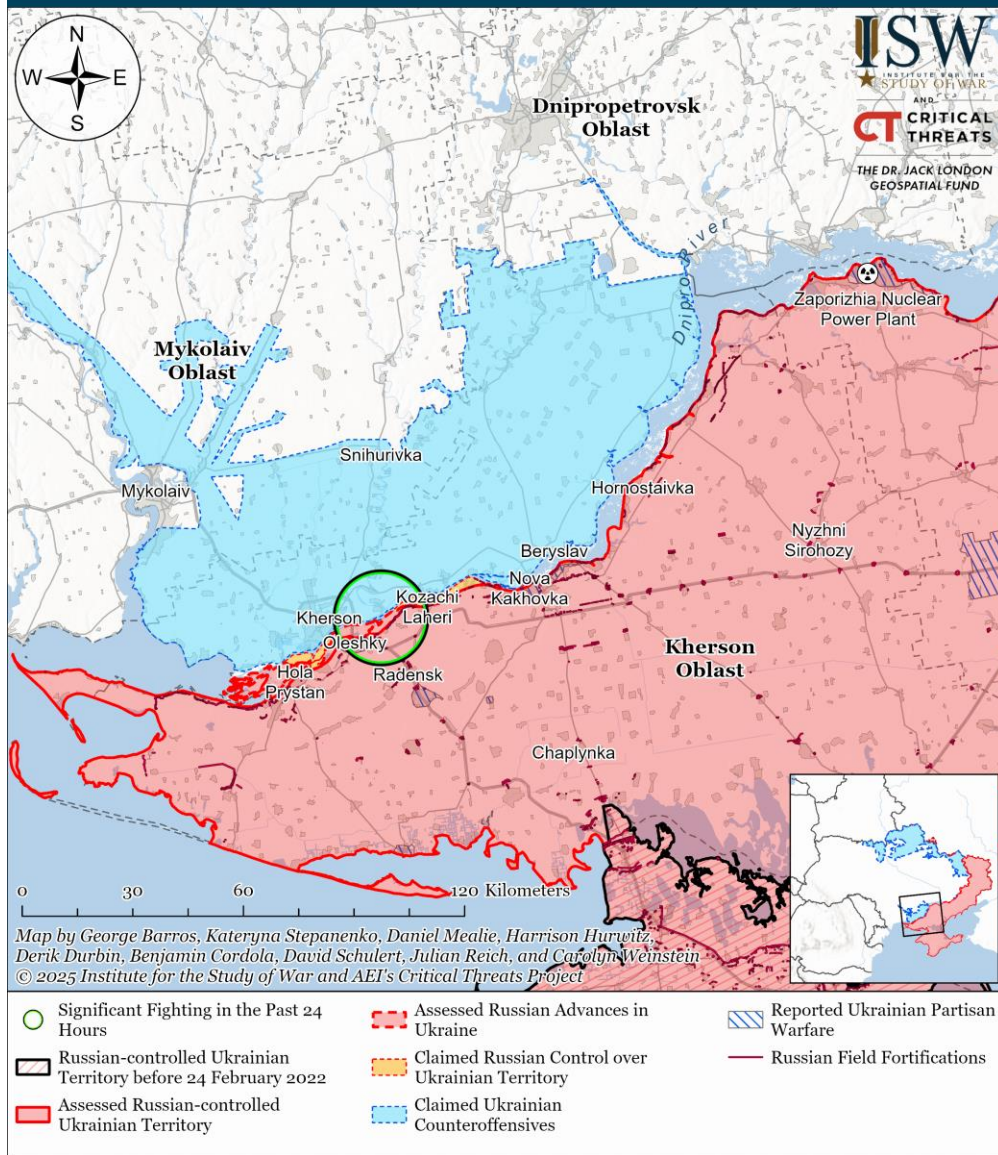 N
W
E
S
ISW
INSTITUTE FOR THE
STUDY OF WAR
AND
CT CRITICAL
THREATS
THE DR. JACK LONDON
GEOSPATIAL FUND
Dnipropetrovsk
Oblast
Dnipro River
Zaporizhia Nuclear
Power Plant
Mykolaiv
Oblast
Snihurivka
Mykolaiv
Hornostaivka
Nyzhni
Sirohozy
Beryslav
Nova
Kakhovka
Kozachi
Laheri
Kherson
Oleshky
Kherson
Oblast
Hola
Prystan
Radensk
Chaplynka
0 30 60 120 Kilometers
Map by George Barros, Kateryna Stepanenko, Daniel Mealie, Harrison Hurwitz,
Derik Durbin, Benjamin Cordola, David Schulert, Julian Reich, and Carolyn Weinstein
© 2025 Institute for the Study of War and AEI's Critical Threats Project
Significant Fighting in the Past 24
Hours
Russian-controlled Ukrainian
Territory before 24 February 2022
Assessed Russian-controlled
Ukrainian Territory
Assessed Russian Advances in
Ukraine
Claimed Russian Control over
Ukrainian Territory
Claimed Ukrainian
Counteroffensives
Reported Ukrainian Partisan
Warfare
Russian Field Fortifications